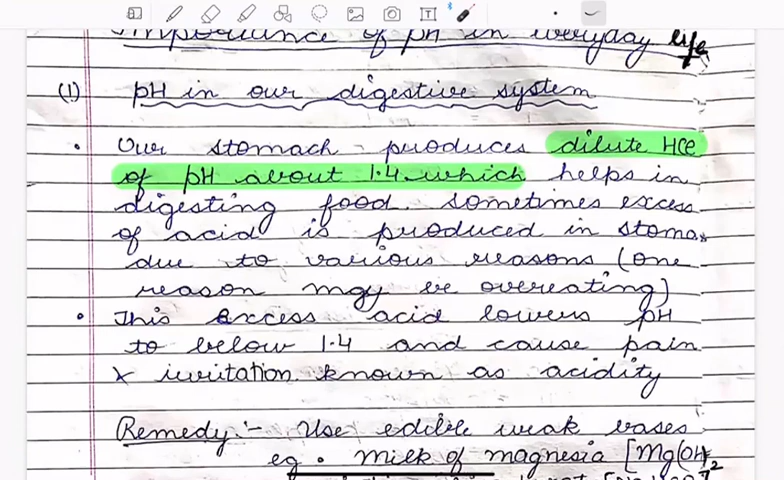 Importance of pH in everyday life
(1) pH in our digestive system
• Our stomach produces dilute HCl
of pH about 1.4 which helps in
digesting food. Sometimes excess
of acid is produced in stoma
due to various reasons (one
reason may be overeating)
• This excess acid lowers pH
to below 1.4 and cause pain
& irritation known as acidity
Remedy:- Use edible weak bases
eg • Milk of magnesia [Mg(OH)2